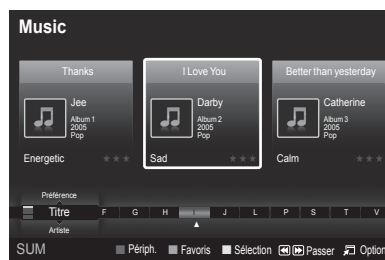 Music
Thanks
Jee
Album 1
2005
Pop
Energetic
I Love You
Darby
Album 2
2005
Pop
Sad
Better than yesterday
Catherine
Album 3
2005
Pop
Calm
Préférence
Titre
F G H I J L P S T V
Artiste
SUM Périph. Favoris Sélection Passer Option